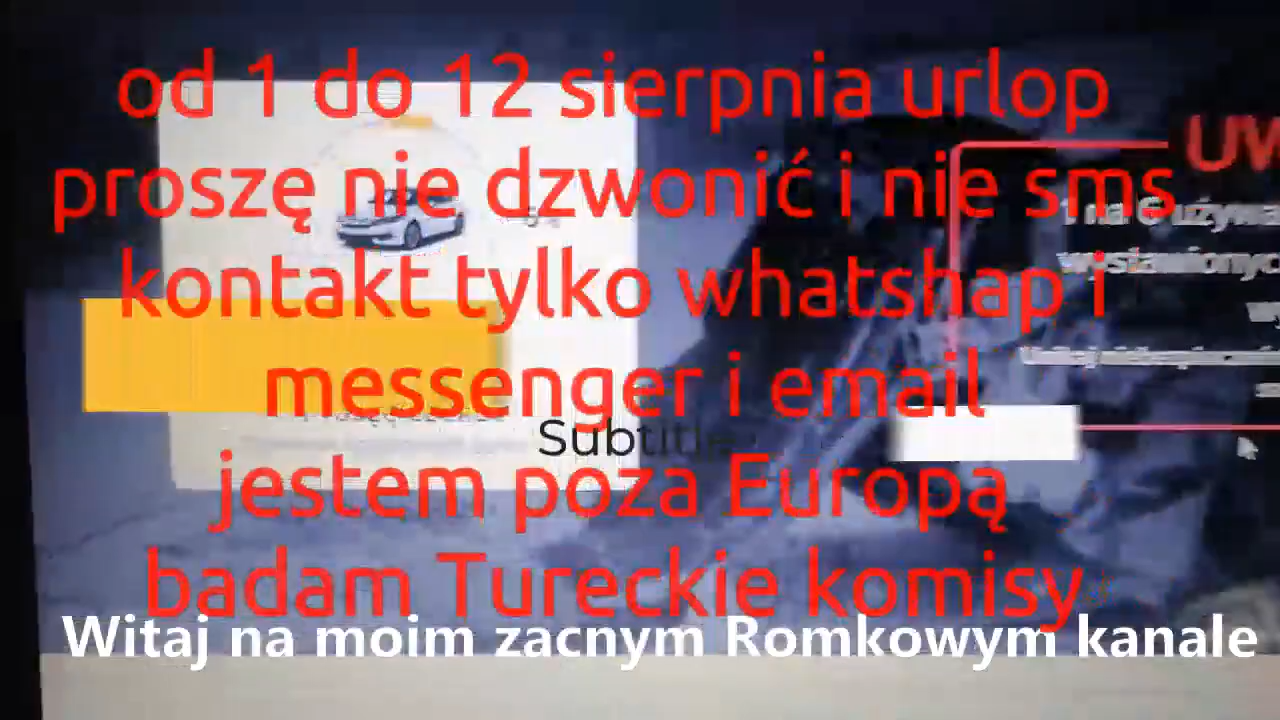 od 1 do 12 sierpnia urlop
proszę nie dzwonić i nie sms
kontakt tylko whatshap i
messenger i email
Subtitle
jestem poza Europą
badam Tureckie komisy
Witaj na moim zacnym Romkowym kanale
UW